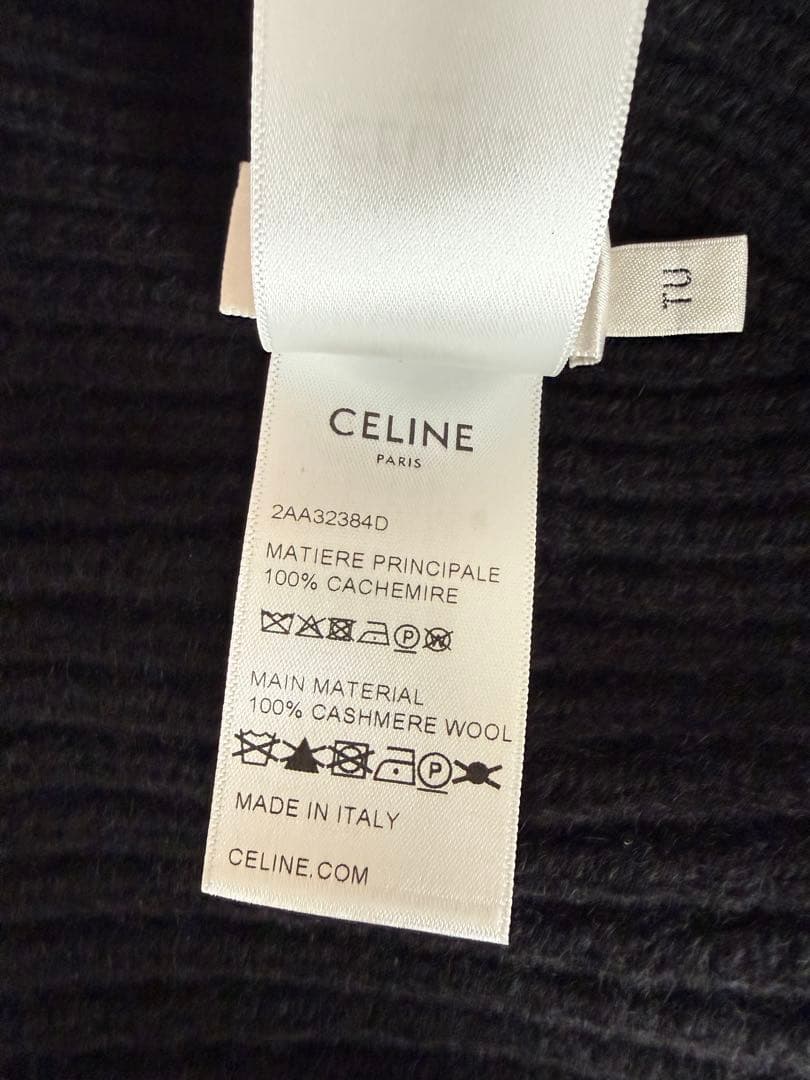 TU
CELINE
PARIS
2AA32384D
MATIERE PRINCIPALE
100% CACHEMIRE
P W
MAIN MATERIAL
100% CASHMERE WOOL
P
MADE IN ITALY
CELINE.COM